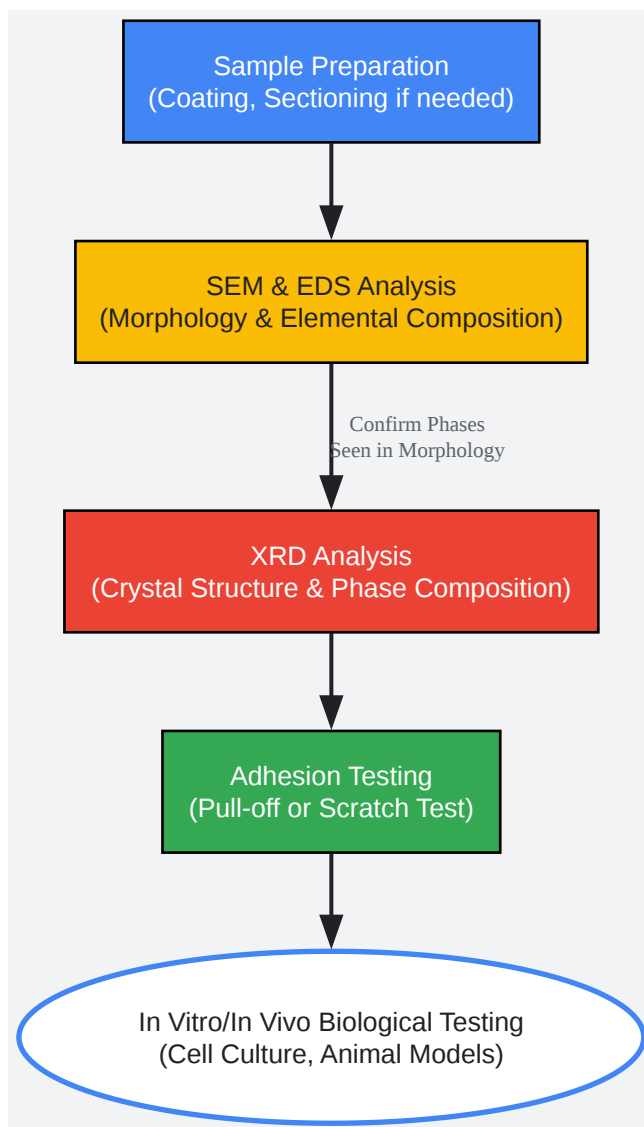 Sample Preparation
(Coating, Sectioning if needed)
SEM & EDS Analysis
(Morphology & Elemental Composition)
Confirm Phases
Seen in Morphology
XRD Analysis
(Crystal Structure & Phase Composition)
Adhesion Testing
(Pull-off or Scratch Test)
In Vitro/In Vivo Biological Testing
(Cell Culture, Animal Models)